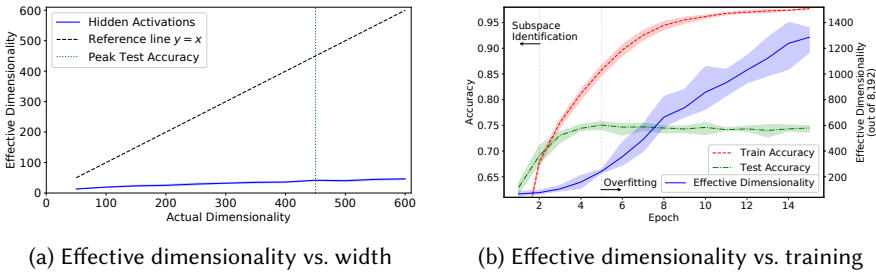 600
500
400
300
200
100
0
0
100
200
300
400
500
600
Effective Dimensionality
Actual Dimensionality
Hidden Activations
Reference line y = x
Peak Test Accuracy
(a) Effective dimensionality vs. width
0.95
0.90
0.85
0.80
0.75
0.70
0.65
Accuracy
2
4
6
8
10
12
14
Epoch
1400
1200
1000
800
600
400
200
Effective Dimensionality
(out of 8,192)
Subspace
Identification
Overfitting
Train Accuracy
Test Accuracy
Effective Dimensionality
(b) Effective dimensionality vs. training